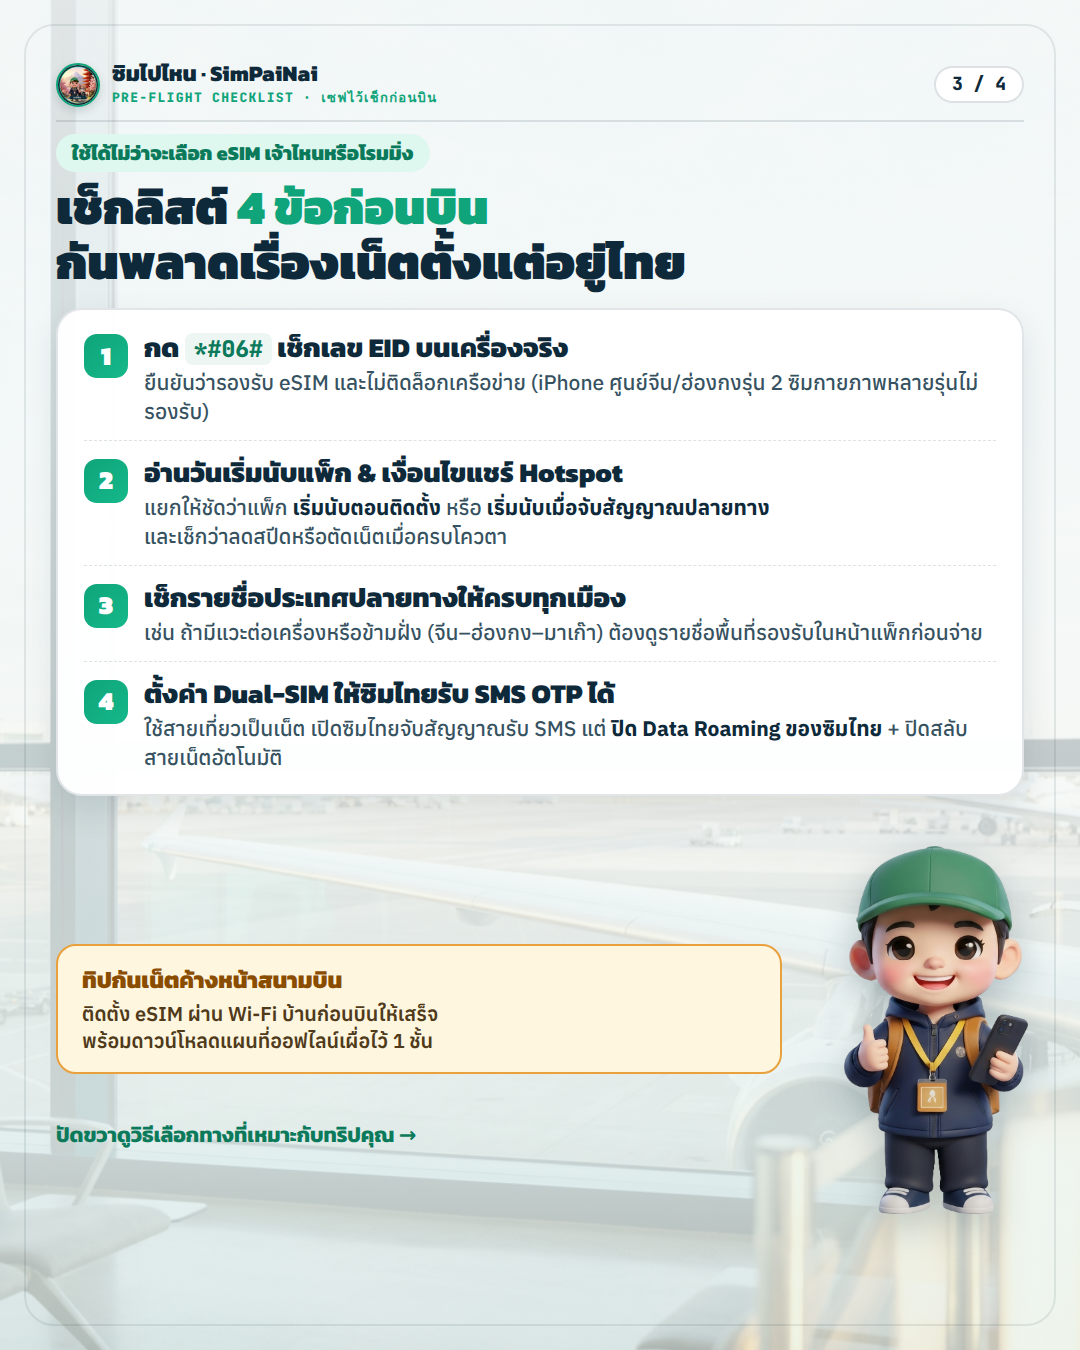 ซิมไปไหน · SimPaiNai
PRE-FLIGHT CHECKLIST · เซฟไว้เช็กก่อนบิน
3 / 4
ใช้ได้ไม่ว่าจะเลือก eSIM เจ้าไหนหรือโรมมิ่ง
เช็กลิสต์ 4 ข้อก่อนบิน
กันพลาดเรื่องเน็ตตั้งแต่อยู่ไทย
1
กด *#06# เช็กเลข EID บนเครื่องจริง
ยืนยันว่ารองรับ eSIM และไม่ติดล็อกเครือข่าย (iPhone ศูนย์จีน/ฮ่องกงรุ่น 2 ซิมกายภาพหลายรุ่นไม่
รองรับ)
2
อ่านวันเริ่มนับแพ็ก & เงื่อนไขแชร์ Hotspot
แยกให้ชัดว่าแพ็ก เริ่มนับตอนติดตั้ง หรือ เริ่มนับเมื่อจับสัญญาณปลายทาง
และเช็กว่าลดสปีดหรือตัดเน็ตเมื่อครบโควตา
3
เช็กรายชื่อประเทศปลายทางให้ครบทุกเมือง
เช่น ถ้ามีแวะต่อเครื่องหรือข้ามฝั่ง (จีน–ฮ่องกง–มาเก๊า) ต้องดูรายชื่อพื้นที่รองรับในหน้าแพ็กก่อนจ่าย
4
ตั้งค่า Dual-SIM ให้ซิมไทยรับ SMS OTP ได้
ใช้สายเที่ยวเป็นเน็ต เปิดซิมไทยจับสัญญาณรับ SMS แต่ ปิด Data Roaming ของซิมไทย + ปิดสลับ
สายเน็ตอัตโนมัติ
ทิปกันเน็ตค้างหน้าสนามบิน
ติดตั้ง eSIM ผ่าน Wi-Fi บ้านก่อนบินให้เสร็จ
พร้อมดาวน์โหลดแผนที่ออฟไลน์เผื่อไว้ 1 ชั้น
ปัดขวาดูวิธีเลือกทางที่เหมาะกับทริปคุณ →